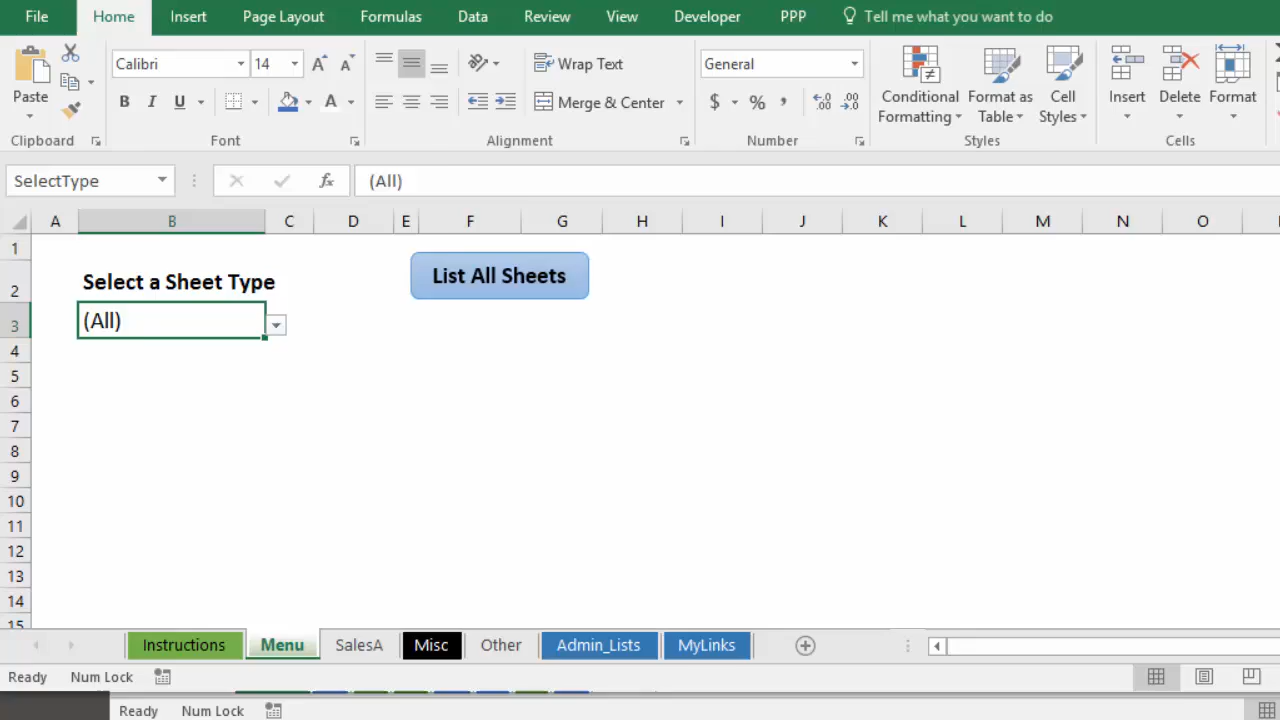 File Home Insert Page Layout Formulas Data Review View Developer PPP Tell me what you want to do
Calibri 14 Wrap Text General
Paste B I U Merge & Center $ % Conditional Formatting Format as Table Cell Styles Insert Delete Format
Clipboard Font Alignment Number Styles Cells
SelectType fx (All)
A B C D E F G H I J K L M N O
1
2 Select a Sheet Type List All Sheets
3 (All)
4
5
6
7
8
9
10
11
12
13
14
15
Instructions Menu SalesA Misc Other Admin_Lists MyLinks
Ready Num Lock
Ready Num Lock